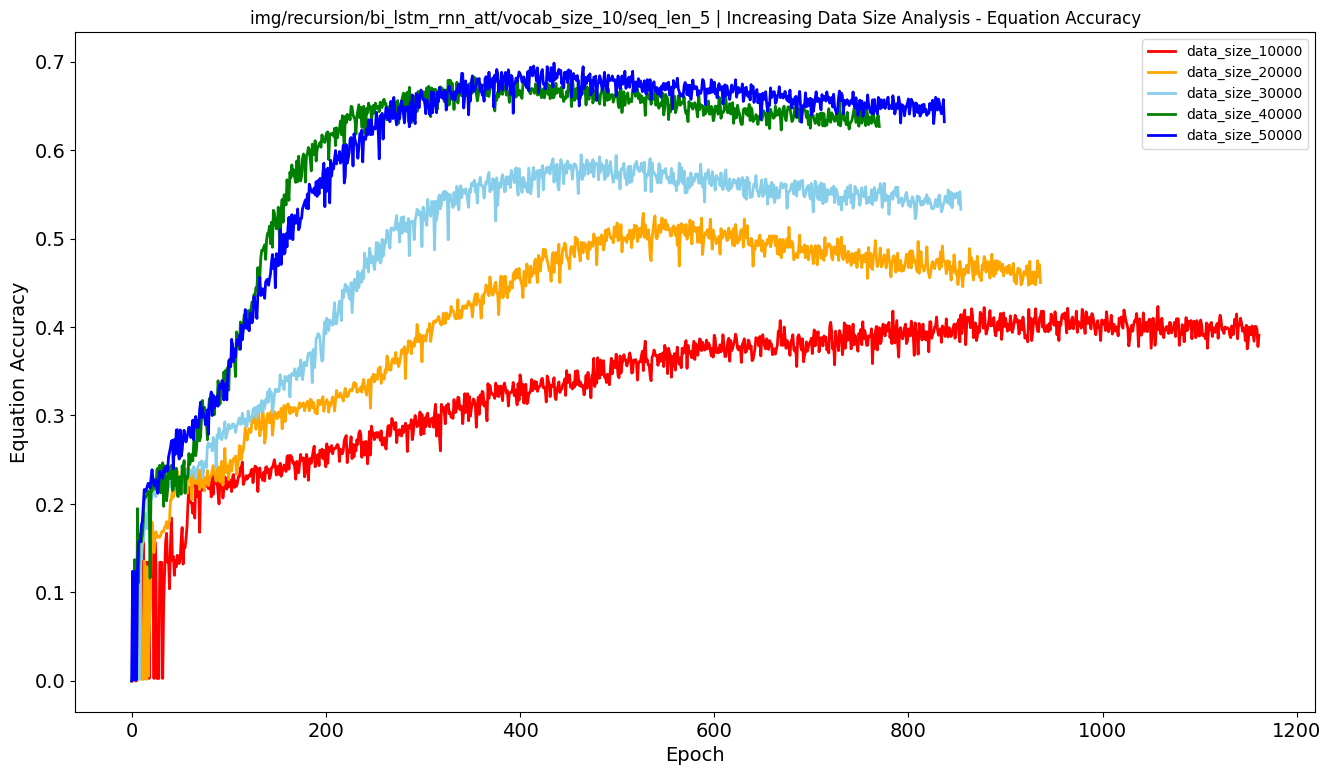 img/recursion/bi_lstm_rnn_att/vocab_size_10/seq_len_5 | Increasing Data Size Analysis - Equation Accuracy
data_size_10000
data_size_20000
data_size_30000
data_size_40000
data_size_50000
Equation Accuracy
0.7
0.6
0.5
0.4
0.3
0.2
0.1
0.0
0 200 400 600 800 1000 1200
Epoch